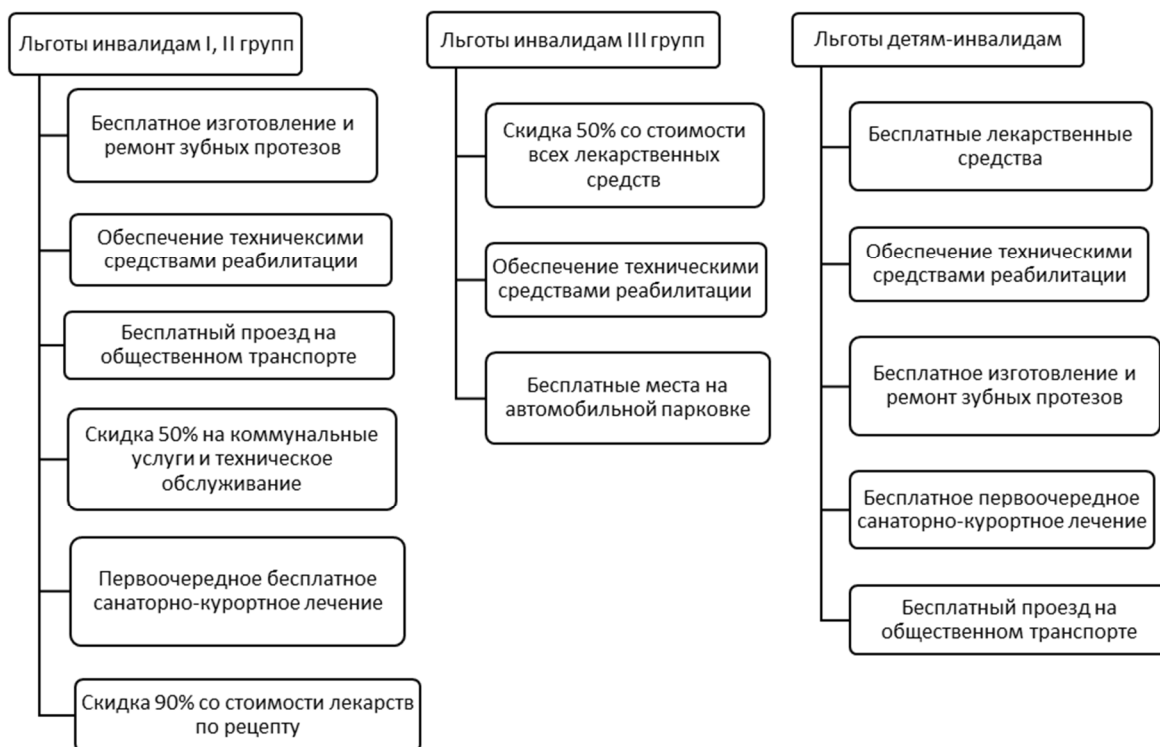 Льготы инвалидам I, II групп
Бесплатное изготовление и
ремонт зубных протезов
Обеспечение техничексими
средствами реабилитации
Бесплатный проезд на
общественном транспорте
Скидка 50% на коммунальные
услуги и техническое
обслуживание
Первоочередное бесплатное
санаторно-курортное лечение
Скидка 90% со стоимости лекарств
по рецепту
Льготы инвалидам III групп
Скидка 50% со стоимости
всех лекарственных
средств
Обеспечение техническими
средствами реабилитации
Бесплатные места на
автомобильной парковке
Льготы детям-инвалидам
Бесплатные лекарственные
средства
Обеспечение техническими
средствами реабилитации
Бесплатное изготовление и
ремонт зубных протезов
Бесплатное первоочередное
санаторно-курортное лечение
Бесплатный проезд на
общественном транспорте